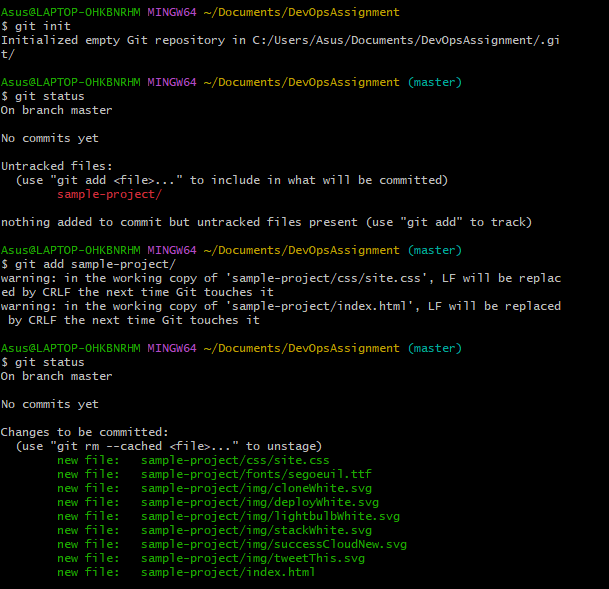 Asus@LAPTOP-OHKBNRHM MINGW64 ~/Documents/DevOpsAssignment
$ git init
Initialized empty Git repository in C:/Users/Asus/Documents/DevOpsAssignment/.gi
t/
Asus@LAPTOP-OHKBNRHM MINGW64 ~/Documents/DevOpsAssignment (master)
$ git status
On branch master
No commits yet
Untracked files:
  (use "git add <file>..." to include in what will be committed)
        sample-project/
nothing added to commit but untracked files present (use "git add" to track)
Asus@LAPTOP-OHKBNRHM MINGW64 ~/Documents/DevOpsAssignment (master)
$ git add sample-project/
warning: in the working copy of 'sample-project/css/site.css', LF will be replac
ed by CRLF the next time Git touches it
warning: in the working copy of 'sample-project/index.html', LF will be replaced
 by CRLF the next time Git touches it
Asus@LAPTOP-OHKBNRHM MINGW64 ~/Documents/DevOpsAssignment (master)
$ git status
On branch master
No commits yet
Changes to be committed:
  (use "git rm --cached <file>..." to unstage)
        new file:   sample-project/css/site.css
        new file:   sample-project/fonts/segoeuil.ttf
        new file:   sample-project/img/cloneWhite.svg
        new file:   sample-project/img/deployWhite.svg
        new file:   sample-project/img/lightbulbWhite.svg
        new file:   sample-project/img/stackWhite.svg
        new file:   sample-project/img/successCloudNew.svg
        new file:   sample-project/img/tweetThis.svg
        new file:   sample-project/index.html